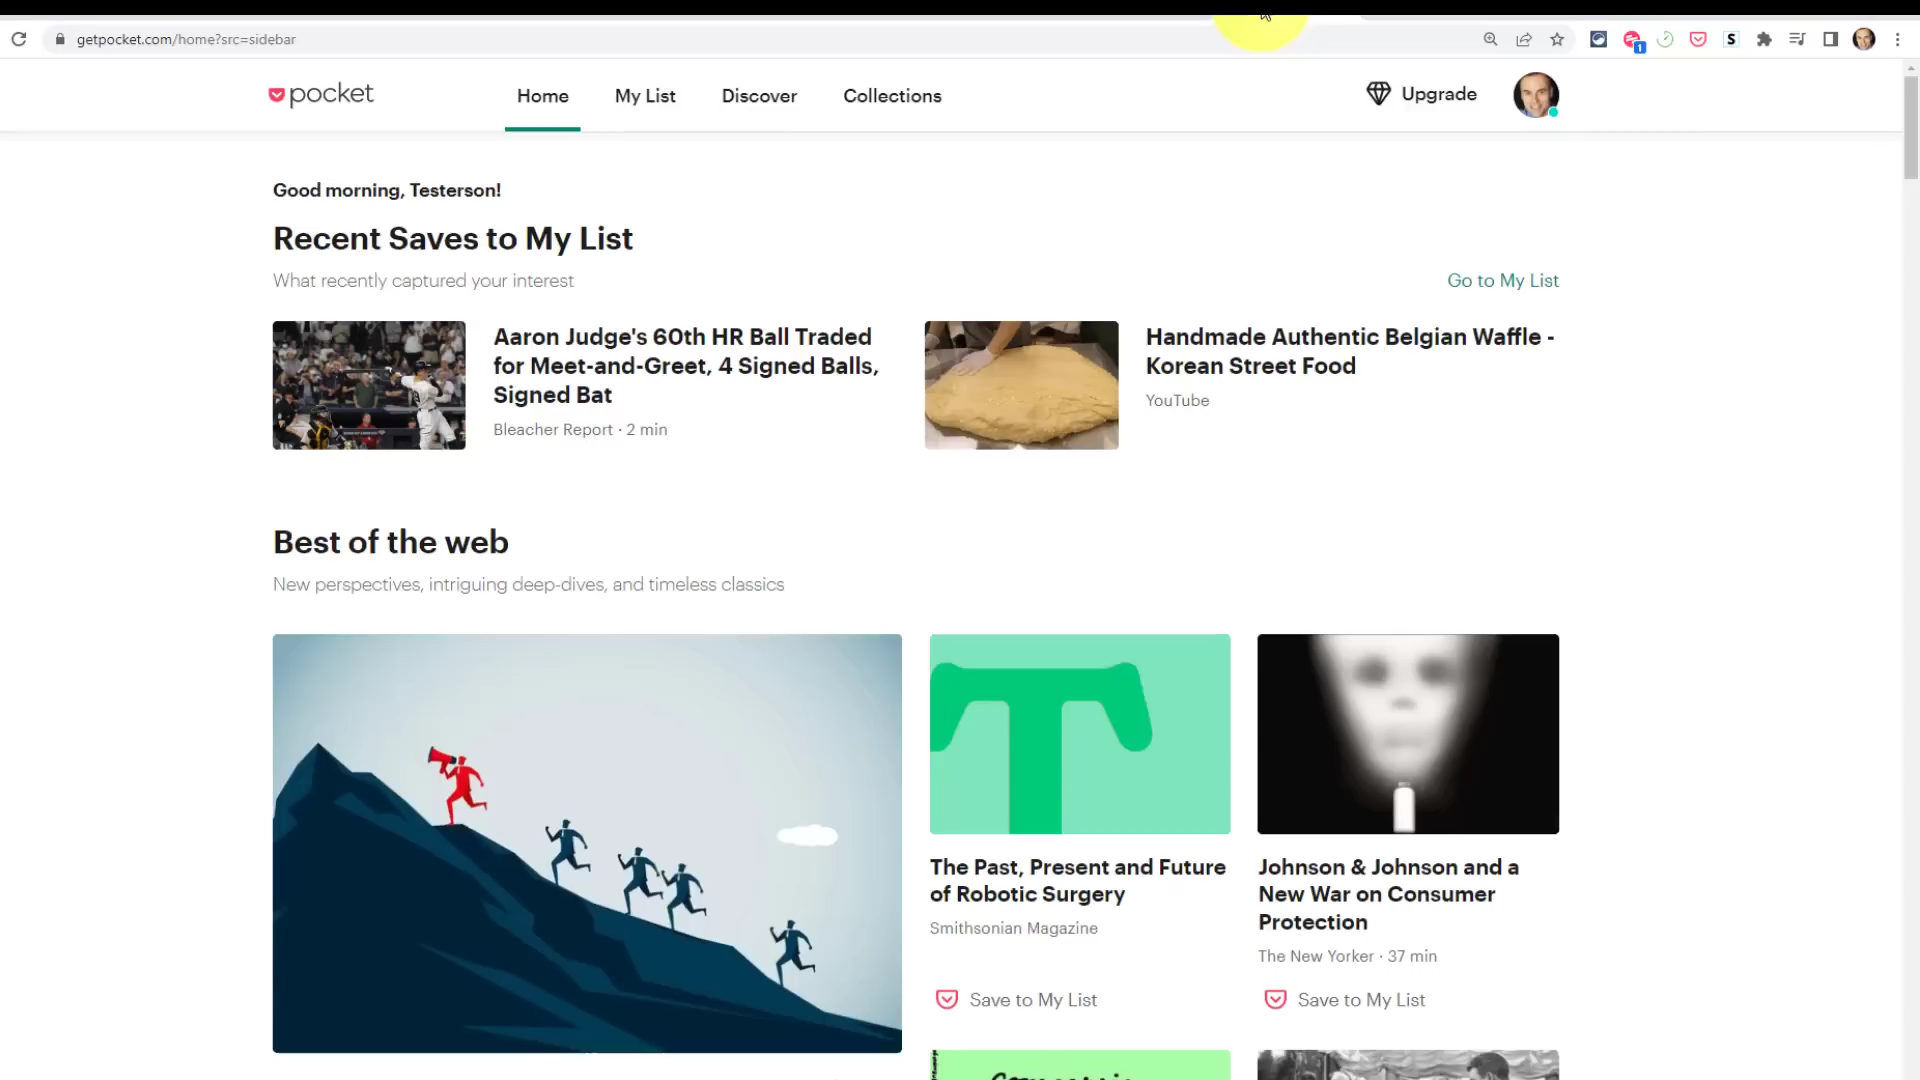 getpocket.com/home?src=sidebar
1
S
pocket
Home
My List
Discover
Collections
Upgrade
Good morning, Testerson!
Recent Saves to My List
What recently captured your interest
Go to My List
Aaron Judge's 60th HR Ball Traded
for Meet-and-Greet, 4 Signed Balls,
Signed Bat
Bleacher Report · 2 min
Handmade Authentic Belgian Waffle -
Korean Street Food
YouTube
Best of the web
New perspectives, intriguing deep-dives, and timeless classics
T
The Past, Present and Future
of Robotic Surgery
Smithsonian Magazine
Save to My List
Johnson & Johnson and a
New War on Consumer
Protection
The New Yorker · 37 min
Save to My List